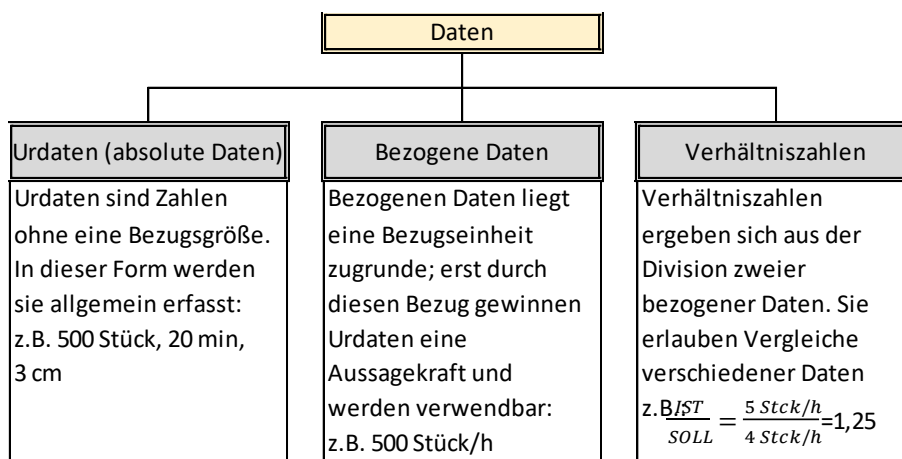 Daten
Urdaten (absolute Daten)
Urdaten sind Zahlen
ohne eine Bezugsgröße.
In dieser Form werden
sie allgemein erfasst:
z.B. 500 Stück, 20 min,
3 cm
Bezogene Daten
Bezogenen Daten liegt
eine Bezugseinheit
zugrunde; erst durch
diesen Bezug gewinnen
Urdaten eine
Aussagekraft und
werden verwendbar:
z.B. 500 Stück/h
Verhältniszahlen
Verhältniszahlen
ergeben sich aus der
Division zweier
bezogener Daten. Sie
erlauben Vergleiche
verschiedener Daten
z.B.: IST/SOLL = 5 Stck/h / 4 Stck/h =1,25